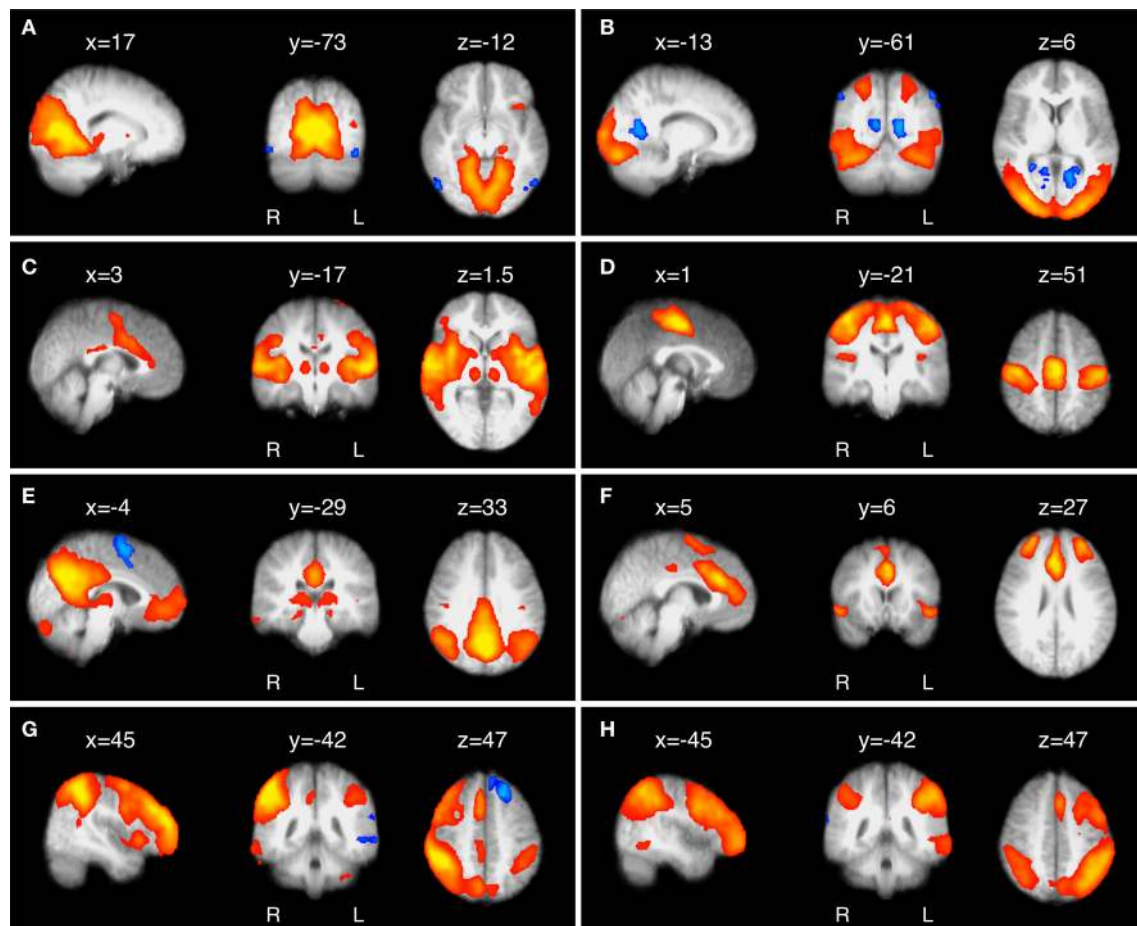 A
x=17 y=-73 z=-12
R L
B
x=-13 y=-61 z=6
R L
C
x=3 y=-17 z=1.5
R L
D
x=1 y=-21 z=51
R L
E
x=-4 y=-29 z=33
R L
F
x=5 y=6 z=27
R L
G
x=45 y=-42 z=47
R L
H
x=-45 y=-42 z=47
R L